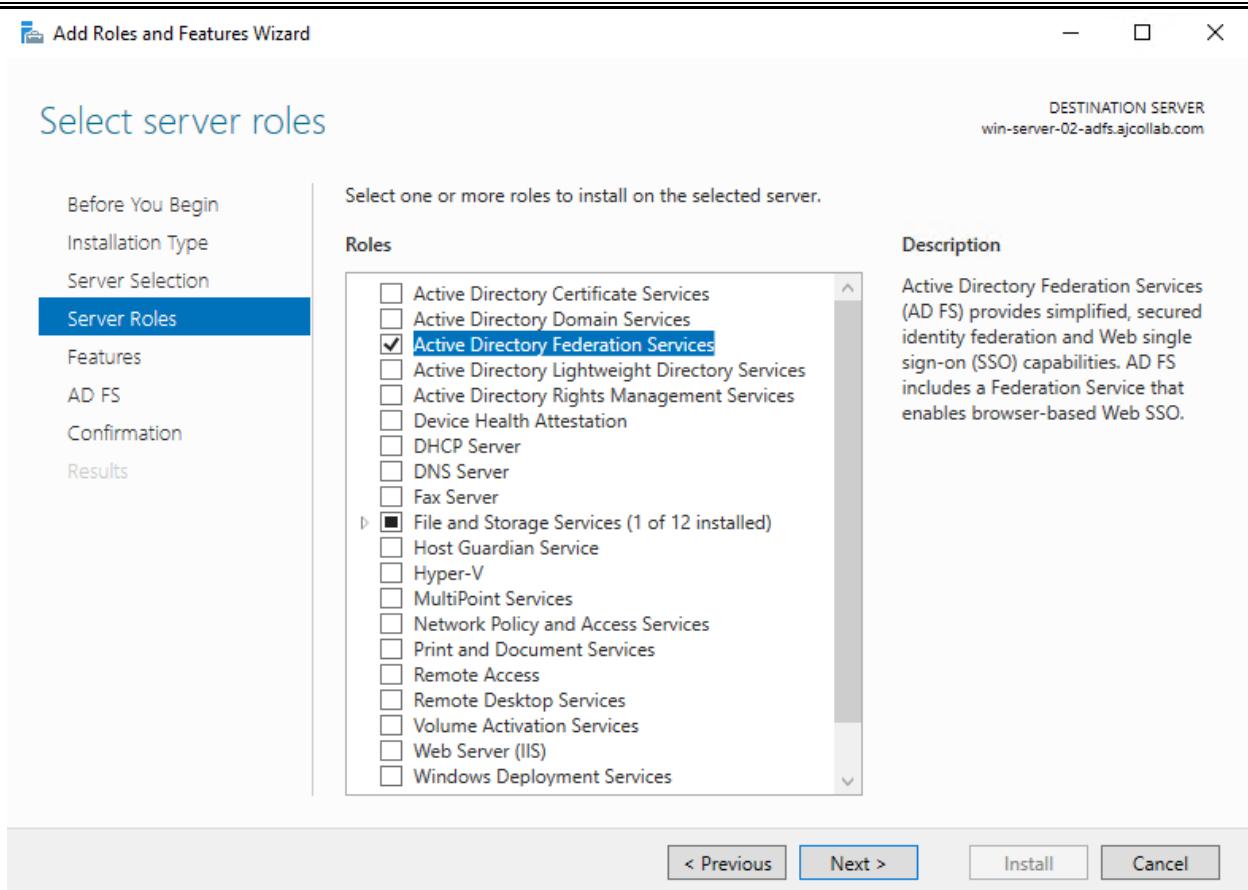 Add Roles and Features Wizard
Select server roles
DESTINATION SERVER
win-server-02-adfs.ajcollab.com
Before You Begin
Installation Type
Server Selection
Server Roles
Features
AD FS
Confirmation
Results
Select one or more roles to install on the selected server.
Roles
Active Directory Certificate Services
Active Directory Domain Services
Active Directory Federation Services
Active Directory Lightweight Directory Services
Active Directory Rights Management Services
Device Health Attestation
DHCP Server
DNS Server
Fax Server
File and Storage Services (1 of 12 installed)
Host Guardian Service
Hyper-V
MultiPoint Services
Network Policy and Access Services
Print and Document Services
Remote Access
Remote Desktop Services
Volume Activation Services
Web Server (IIS)
Windows Deployment Services
Description
Active Directory Federation Services
(AD FS) provides simplified, secured
identity federation and Web single
sign-on (SSO) capabilities. AD FS
includes a Federation Service that
enables browser-based Web SSO.
< Previous
Next >
Install
Cancel